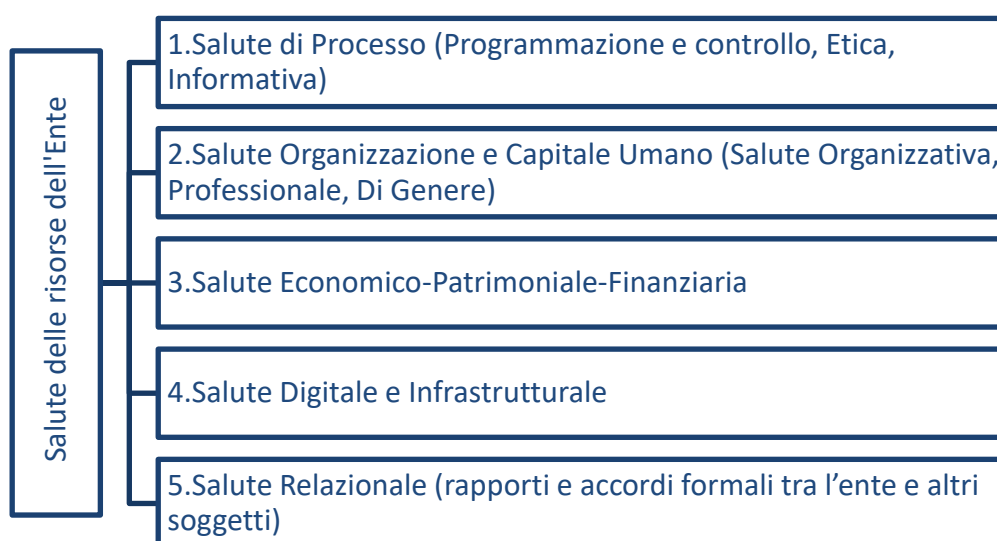 Salute delle risorse dell'Ente
1.Salute di Processo (Programmazione e controllo, Etica,
Informativa)
2.Salute Organizzazione e Capitale Umano (Salute Organizzativa,
Professionale, Di Genere)
3.Salute Economico-Patrimoniale-Finanziaria
4.Salute Digitale e Infrastrutturale
5.Salute Relazionale (rapporti e accordi formali tra l’ente e altri
soggetti)